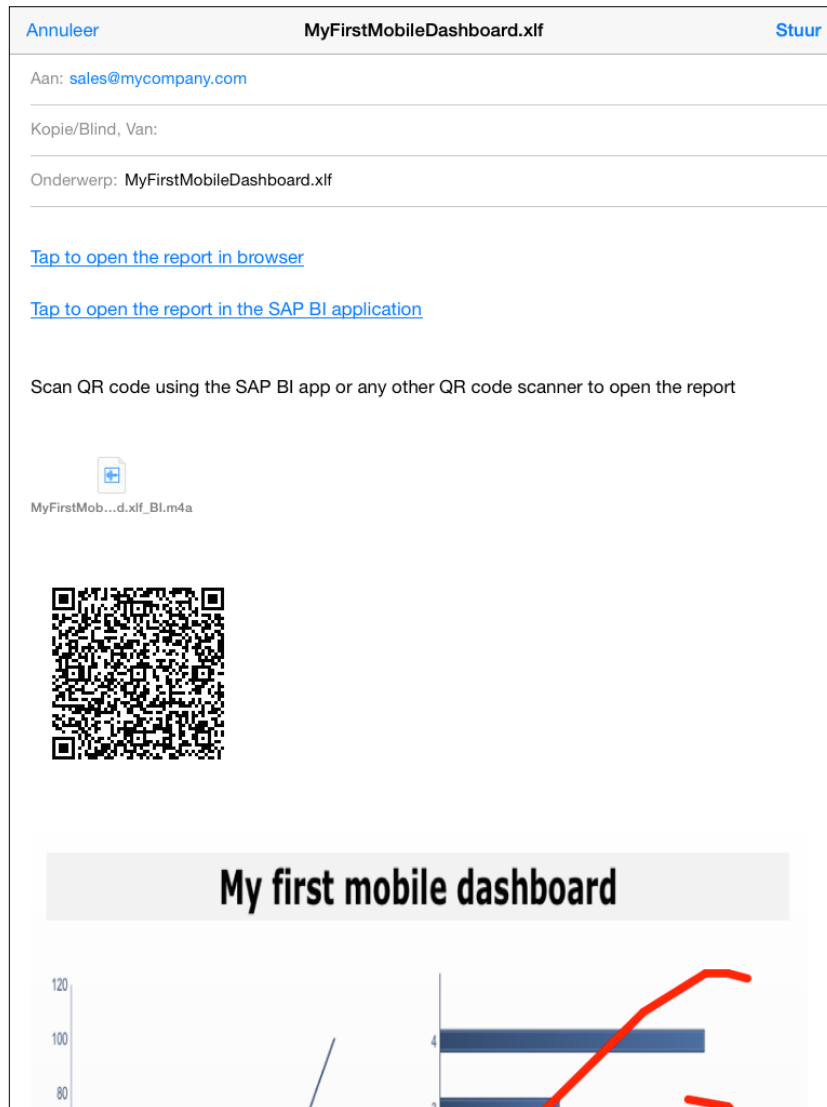 Annuleer MyFirstMobileDashboard.xlf Stuur
Aan: sales@mycompany.com
Kopie/Blind, Van:
Onderwerp: MyFirstMobileDashboard.xlf
Tap to open the report in browser
Tap to open the report in the SAP BI application
Scan QR code using the SAP BI app or any other QR code scanner to open the report
MyFirstMob...d.xlf_BI.m4a
My first mobile dashboard
120
100
4
80